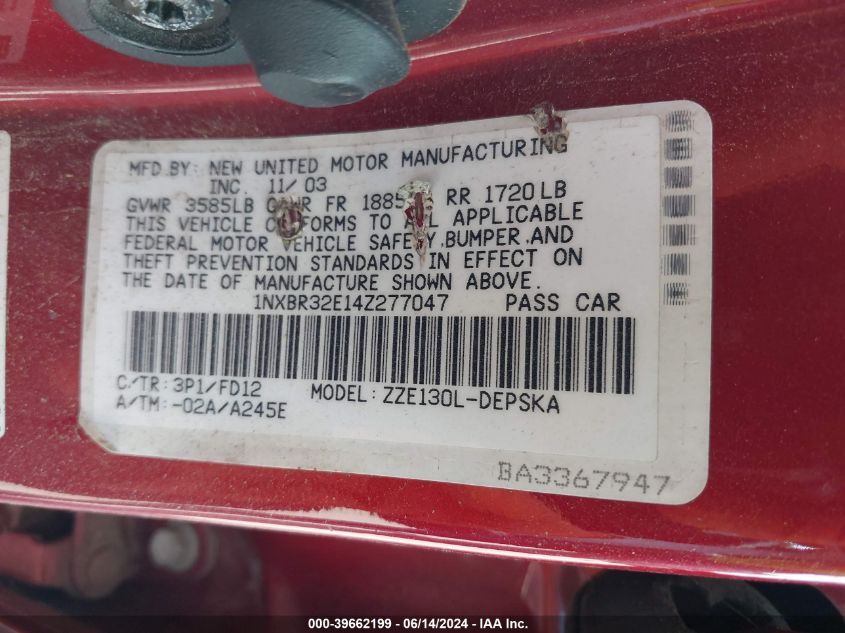 MFD.BY: NEW UNITED MOTOR MANUFACTURING
INC. 11/03
GVWR 3585LB FR 1885 RR 1720LB
THIS VEHICLE TO APPLICABLE
FEDERAL MOTOR VEHICLE BUMPER,AND
THEFT PREVENTION STANDARDS IN EFFECT ON
THE DATE OF MANUFACTURE SHOWN ABOVE.
1NXBR32E14Z277047 PASS CAR
C/TR: 3P1/FD12 MODEL: ZZE130L-DEPSKA
A/TM:-02A/A245E
BA3367947
000-39662199 - 06/14/2024 - IAA Inc.